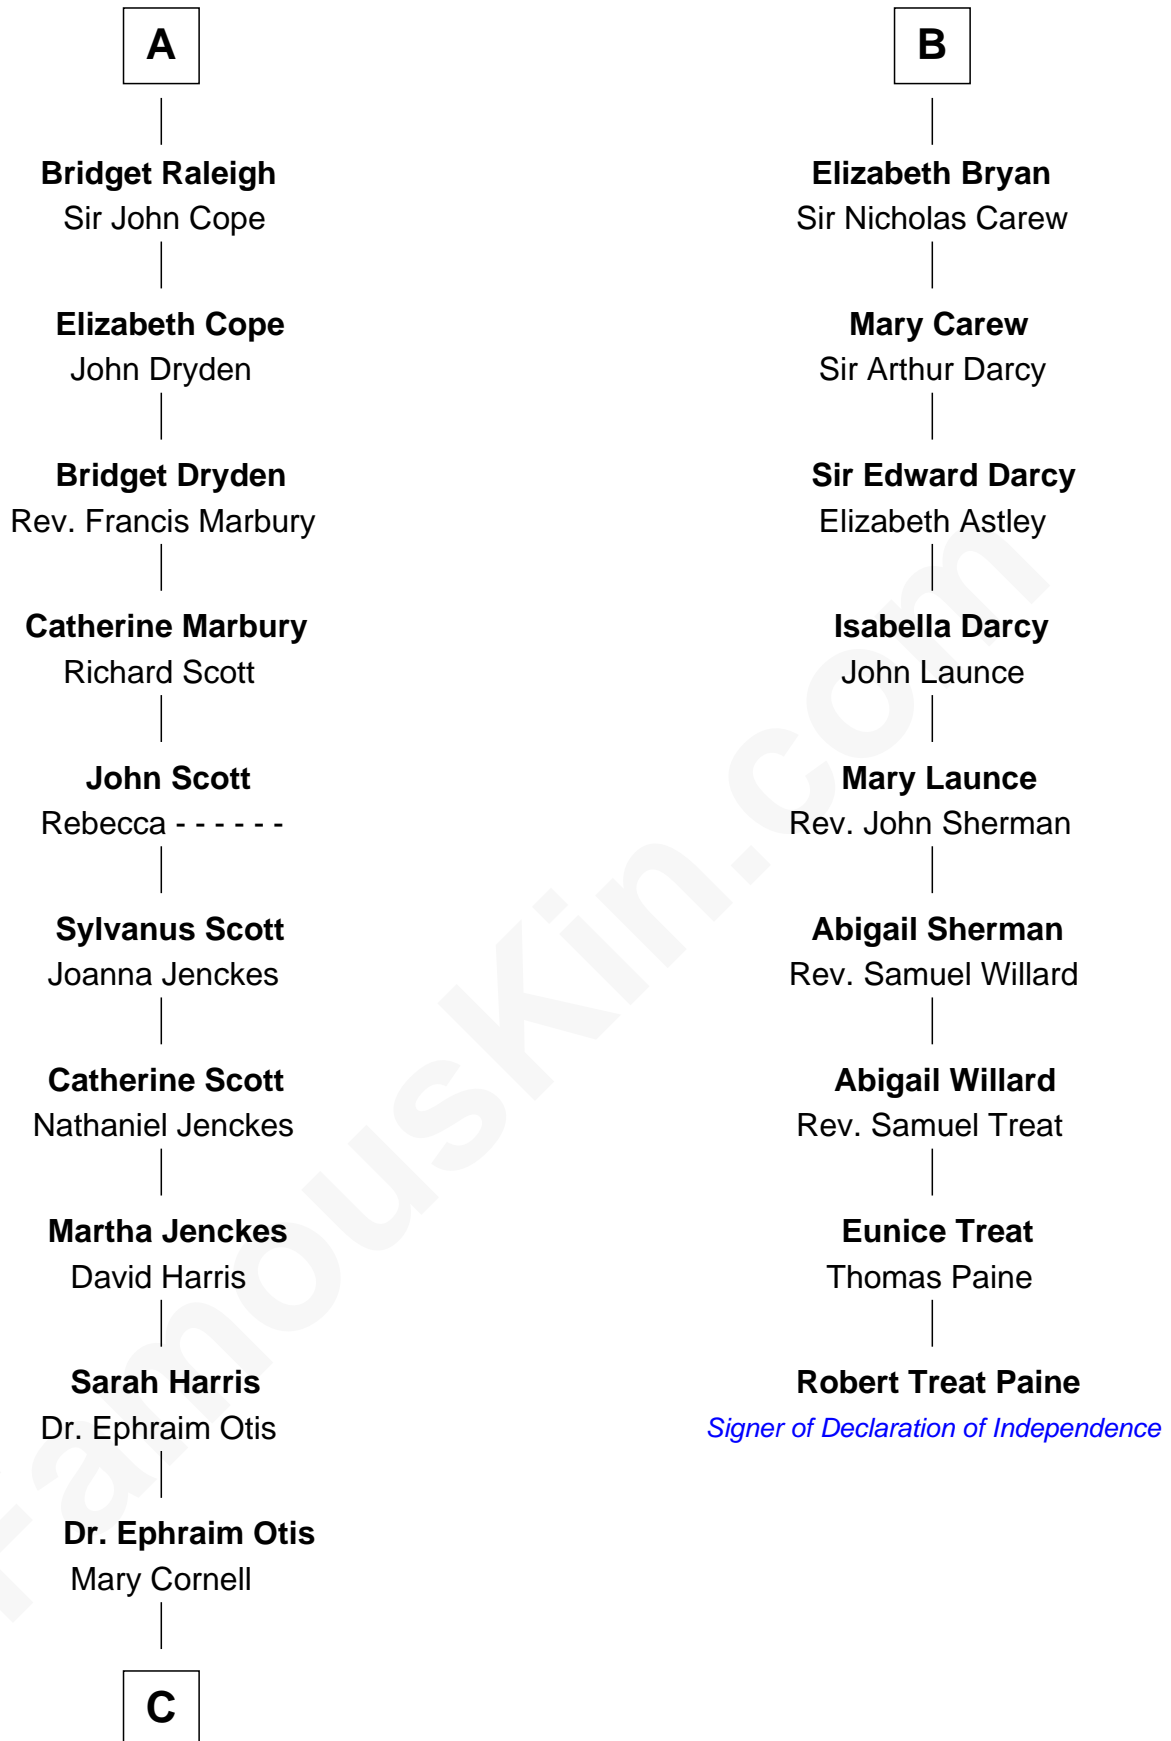 A
Bridget Raleigh
Sir John Cope
Elizabeth Cope
John Dryden
Bridget Dryden
Rev. Francis Marbury
Catherine Marbury
Richard Scott
John Scott
Rebecca - - - - - -
Sylvanus Scott
Joanna Jenckes
Catherine Scott
Nathaniel Jenckes
Martha Jenckes
David Harris
Sarah Harris
Dr. Ephraim Otis
Dr. Ephraim Otis
Mary Cornell
C
B
Elizabeth Bryan
Sir Nicholas Carew
Mary Carew
Sir Arthur Darcy
Sir Edward Darcy
Elizabeth Astley
Isabella Darcy
John Launce
Mary Launce
Rev. John Sherman
Abigail Sherman
Rev. Samuel Willard
Abigail Willard
Rev. Samuel Treat
Eunice Treat
Thomas Paine
Robert Treat Paine
Signer of Declaration of Independence
FamousKin.com